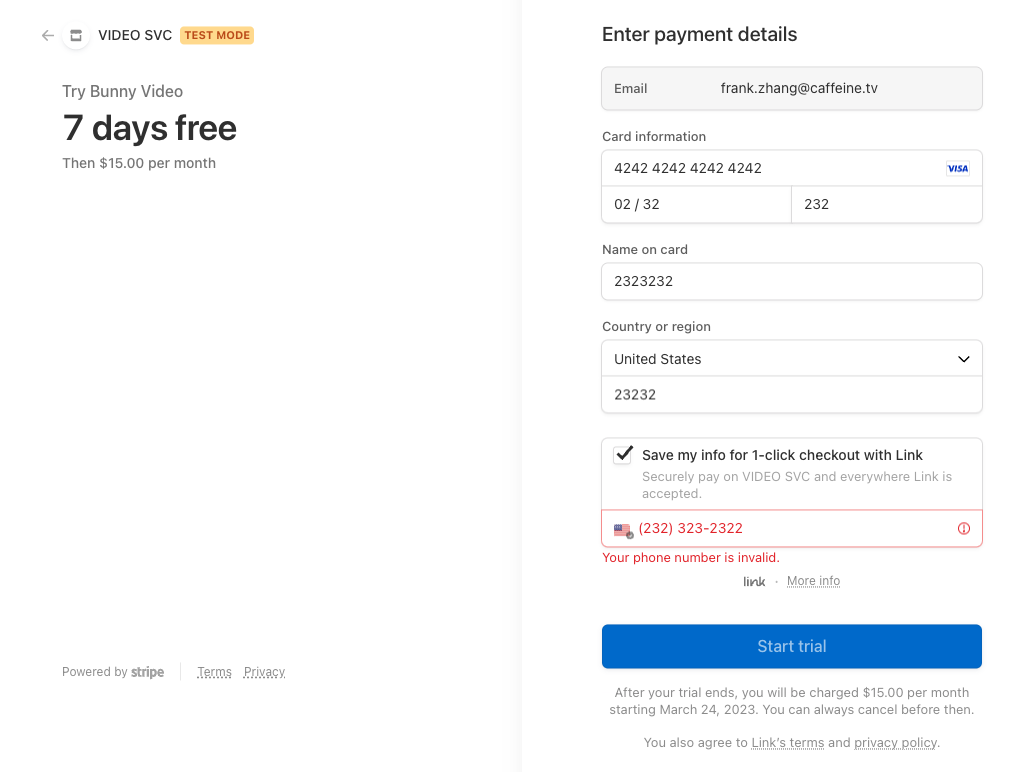 VIDEO SVC TEST MODE
Try Bunny Video
7 days free
Then $15.00 per month
Powered by stripe Terms Privacy
Enter payment details
Email frank.zhang@caffeine.tv
Card information
4242 4242 4242 4242 VISA
02 / 32 232
Name on card
2323232
Country or region
United States
23232
Save my info for 1-click checkout with Link
Securely pay on VIDEO SVC and everywhere Link is
accepted.
(232) 323-2322
Your phone number is invalid.
link · More info
Start trial
After your trial ends, you will be charged $15.00 per month
starting March 24, 2023. You can always cancel before then.
You also agree to Link's terms and privacy policy.